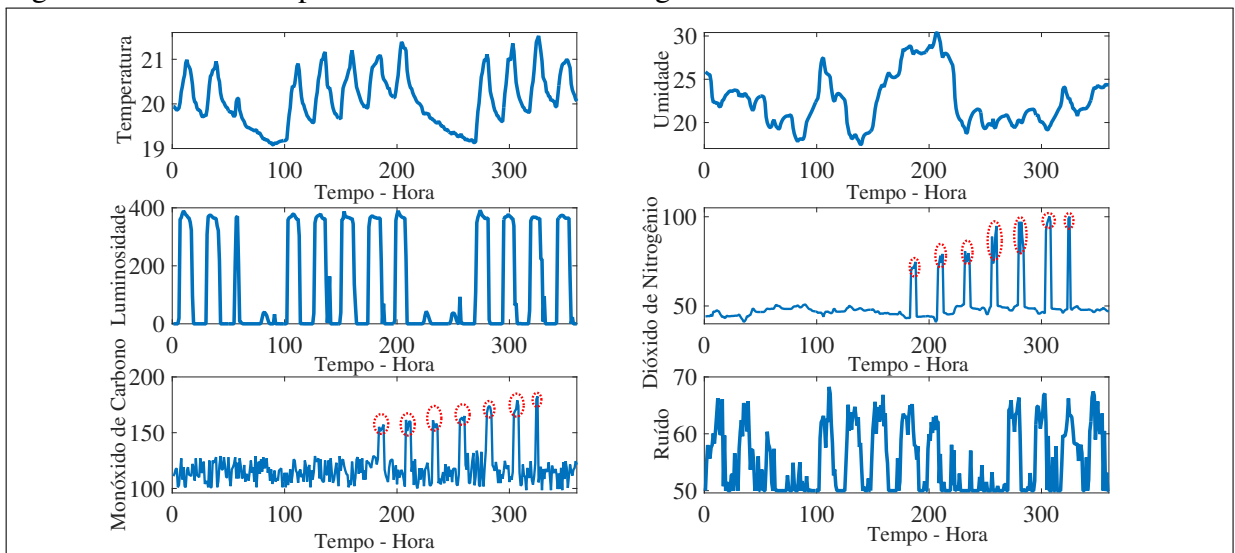 21
20
19
Temperatura
0 100 200 300
Tempo - Hora
30
25
20
Umidade
0 100 200 300
Tempo - Hora
400
200
0
Luminosidade
0 100 200 300
Tempo - Hora
100
50
Dióxido de Nitrogênio
0 100 200 300
Tempo - Hora
200
150
100
Monóxido de Carbono
0 100 200 300
Tempo - Hora
70
60
50
Ruido
0 100 200 300
Tempo - Hora